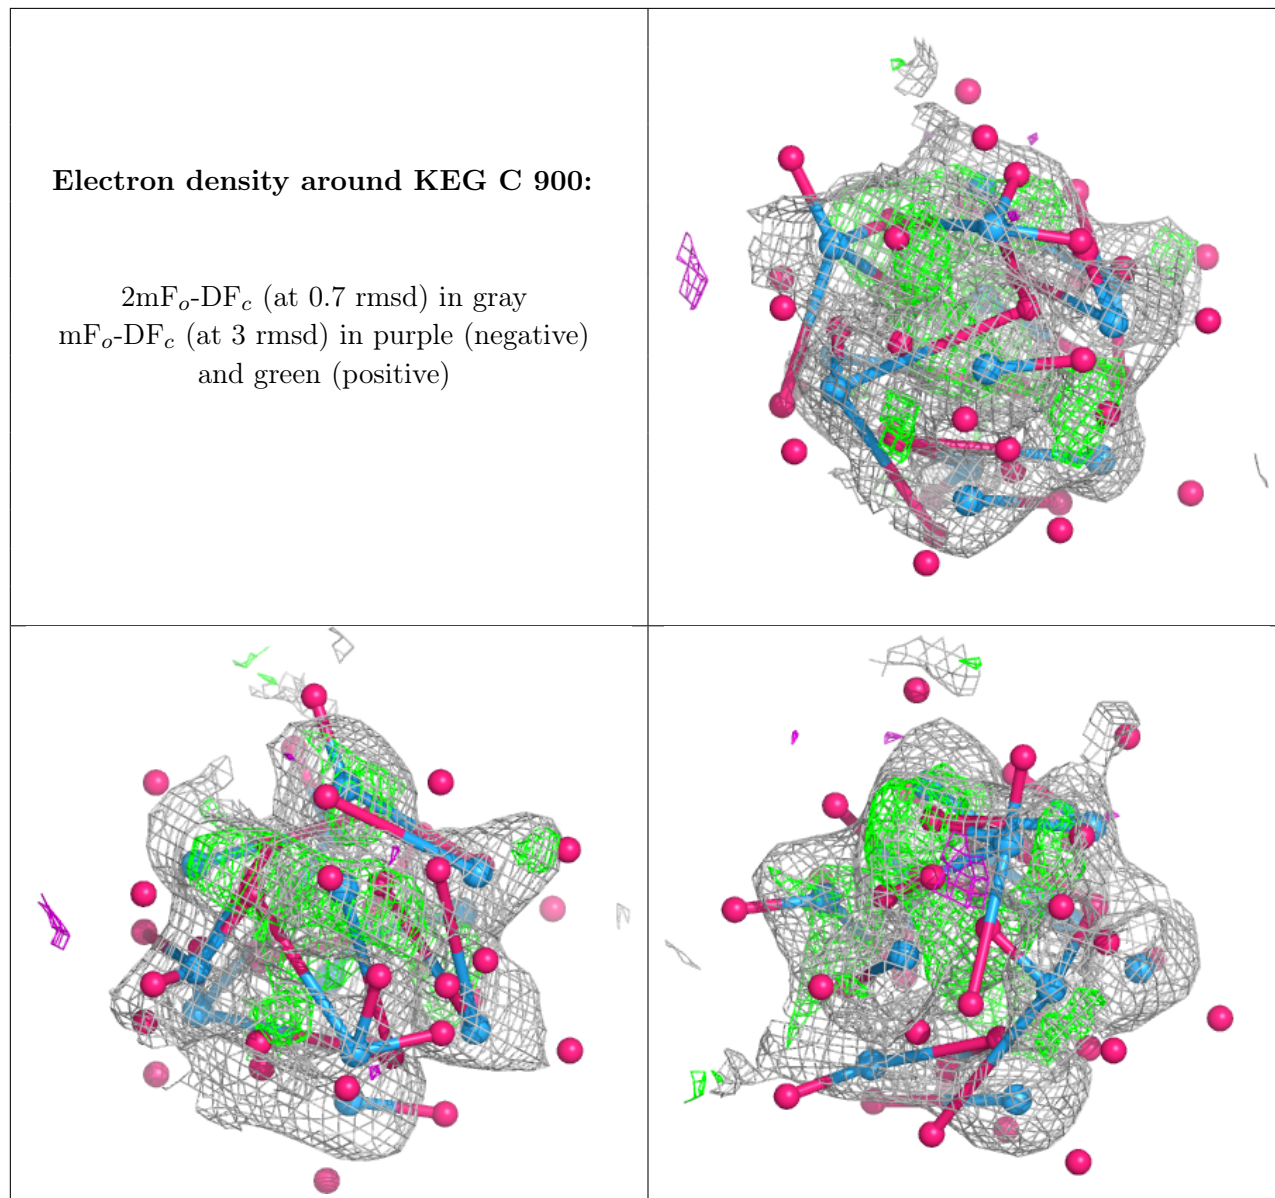 Electron density around KEG C 900:
2mFo-DFc (at 0.7 rmsd) in gray
mFo-DFc (at 3 rmsd) in purple (negative)
and green (positive)